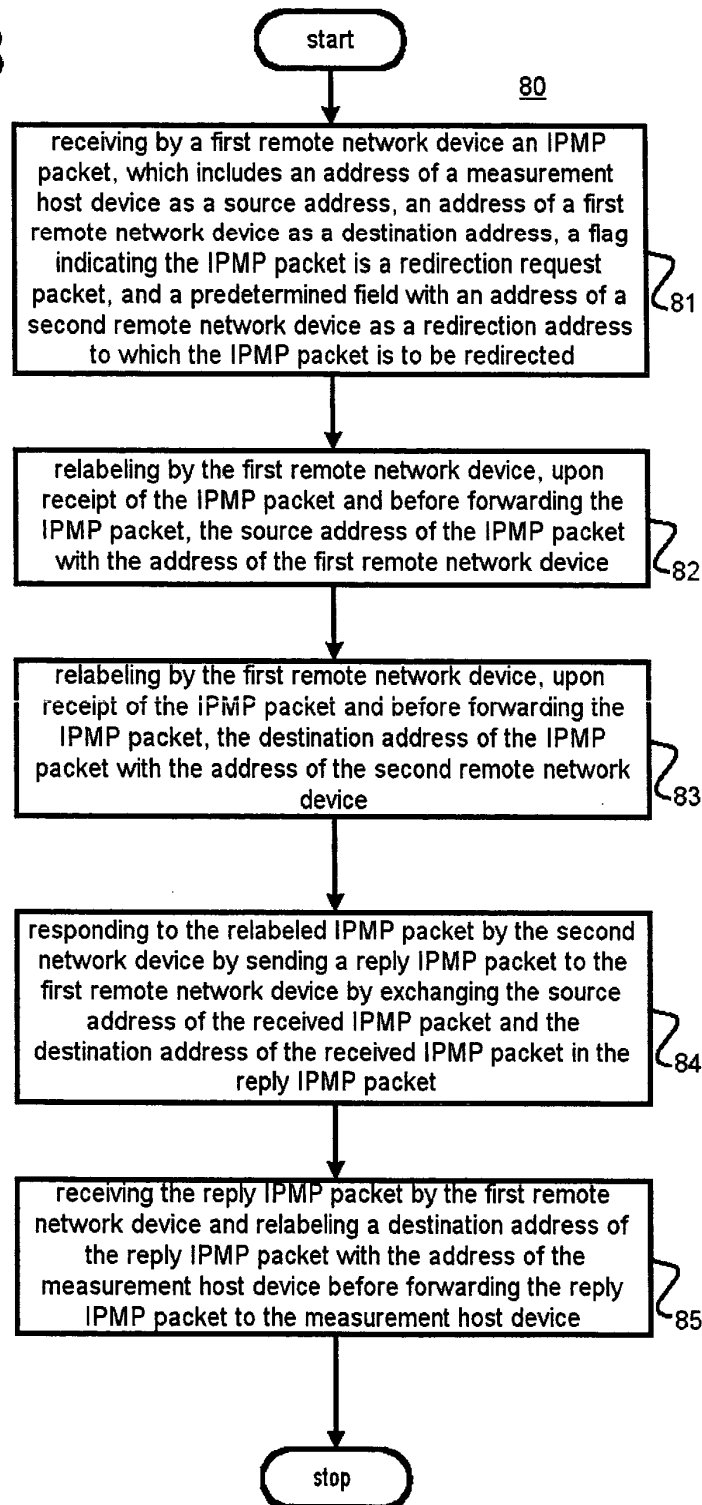 start
80
receiving by a first remote network device an IPMP
packet, which includes an address of a measurement
host device as a source address, an address of a first
remote network device as a destination address, a flag
indicating the IPMP packet is a redirection request
packet, and a predetermined field with an address of a
second remote network device as a redirection address
to which the IPMP packet is to be redirected
81
relabeling by the first remote network device, upon
receipt of the IPMP packet and before forwarding the
IPMP packet, the source address of the IPMP packet
with the address of the first remote network device
82
relabeling by the first remote network device, upon
receipt of the IPMP packet and before forwarding the
IPMP packet, the destination address of the IPMP
packet with the address of the second remote network
device
83
responding to the relabeled IPMP packet by the second
network device by sending a reply IPMP packet to the
first remote network device by exchanging the source
address of the received IPMP packet and the
destination address of the received IPMP packet in the
reply IPMP packet
84
receiving the reply IPMP packet by the first remote
network device and relabeling a destination address of
the reply IPMP packet with the address of the
measurement host device before forwarding the reply
IPMP packet to the measurement host device
85
stop